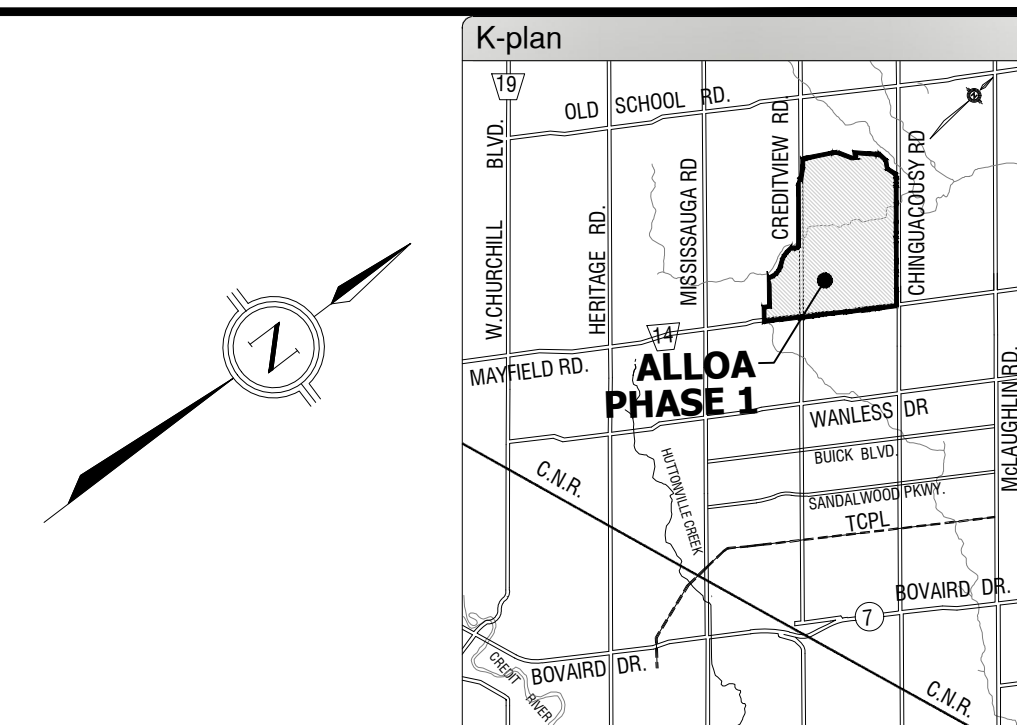 K-plan
19
OLD SCHOOL RD.
W.CHURCHILL BLVD.
HERITAGE RD.
MISSISSAUGA RD
CREDITVIEW RD.
CHINGUACOUSY RD
N
14
MAYFIELD RD.
ALLOA
PHASE 1
McLAUGHLIN RD.
WANLESS DR
BUICK BLVD.
C.N.R.
HUTTONVILLE CREEK
SANDALWOOD PKWY.
TCPL
BOVAIRD DR.
7
BOVAIRD DR.
CREDIT
RIVER
C.N.R.